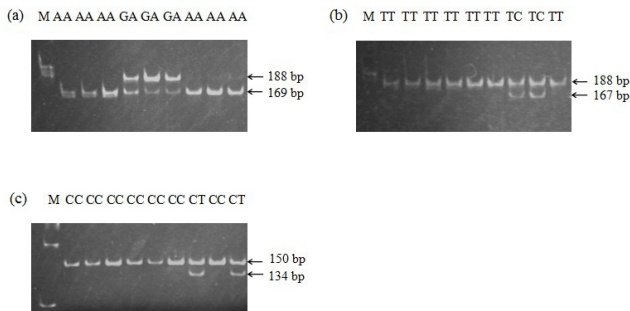 (a) M AA AA AA GA GA GA AA AA AA
188 bp
169 bp
(b) M TT TT TT TT TT TT TC TC TT
188 bp
167 bp
(c) M CC CC CC CC CC CC CT CC CT
150 bp
134 bp